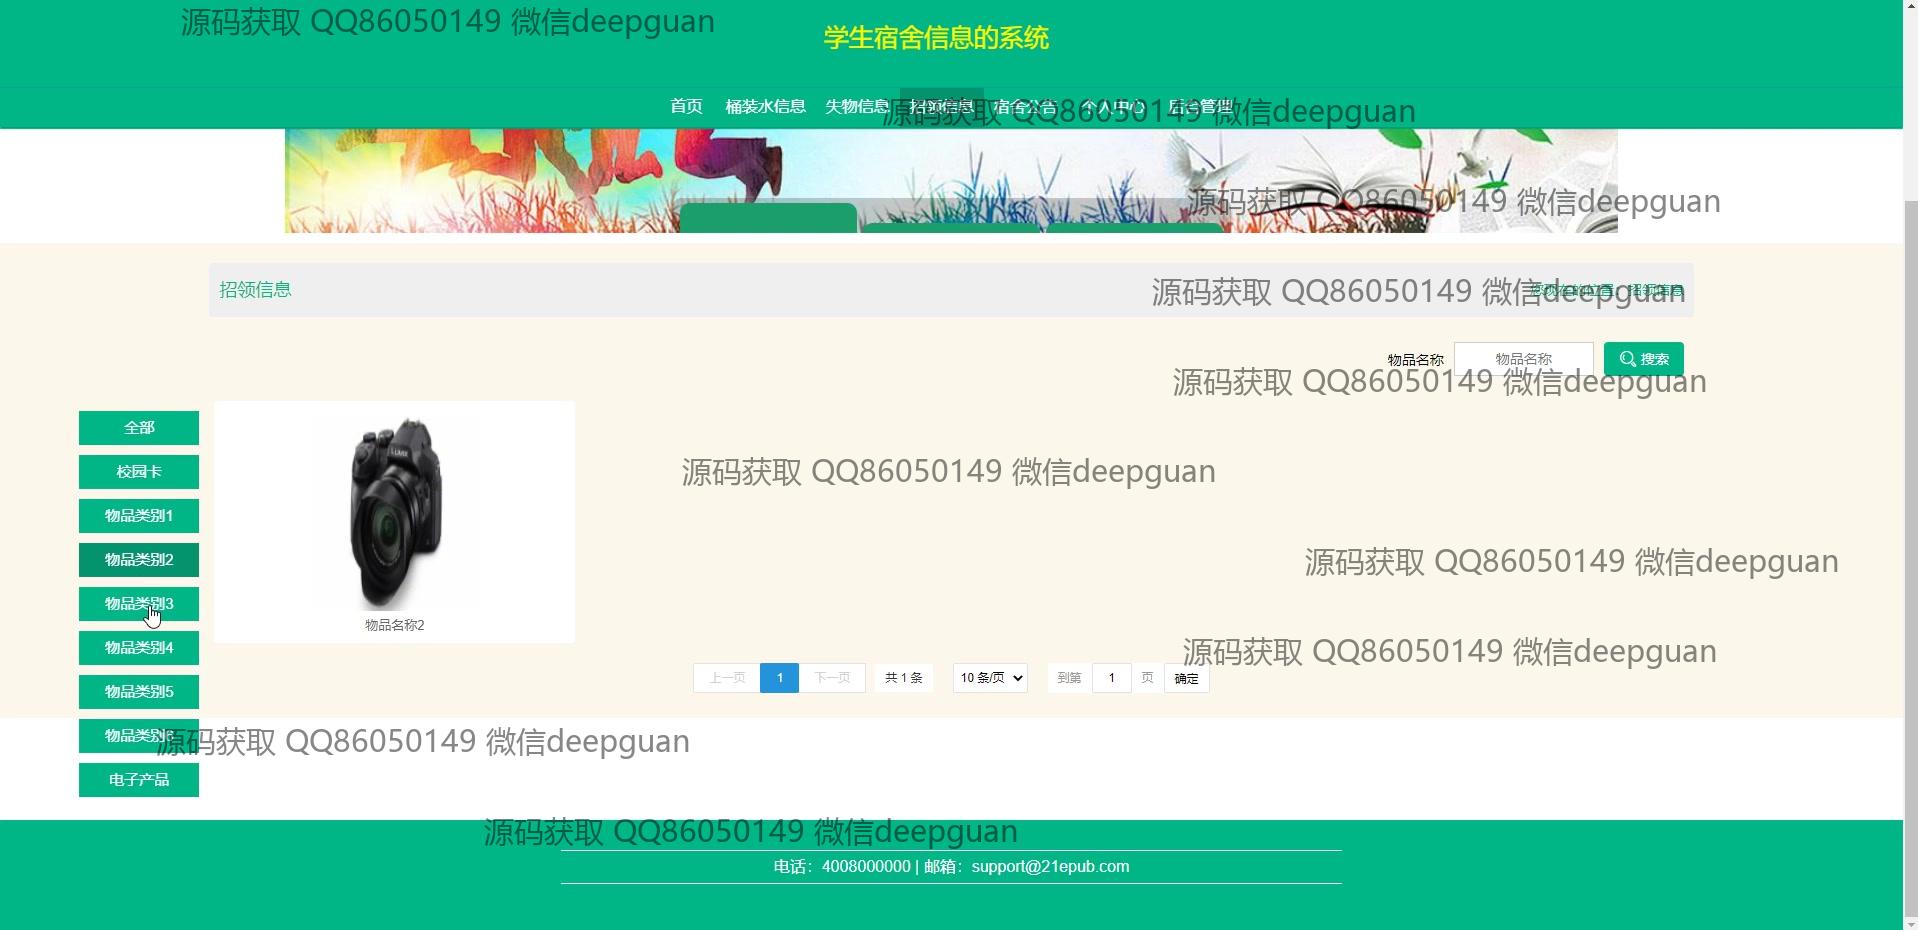 源码获取 QQ86050149 微信deepguan
学生宿舍信息的系统
首页 桶装水信息 失物信息 招领信息 宿舍公告 个人中心 后台管理
源码获取 QQ86050149 微信deepguan
源码获取 QQ86050149 微信deepguan
招领信息
您现在的位置：招领信息
源码获取 QQ86050149 微信deepguan
物品名称 物品名称 搜索
源码获取 QQ86050149 微信deepguan
全部
校园卡
物品类别1
物品类别2
物品类别3
物品类别4
物品类别5
物品类别6
电子产品
LUMIX
物品名称2
源码获取 QQ86050149 微信deepguan
源码获取 QQ86050149 微信deepguan
源码获取 QQ86050149 微信deepguan
上一页 1 下一页 共 1 条 10 条/页 到第 1 页 确定
源码获取 QQ86050149 微信deepguan
源码获取 QQ86050149 微信deepguan
电话：4008000000 | 邮箱：support@21epub.com